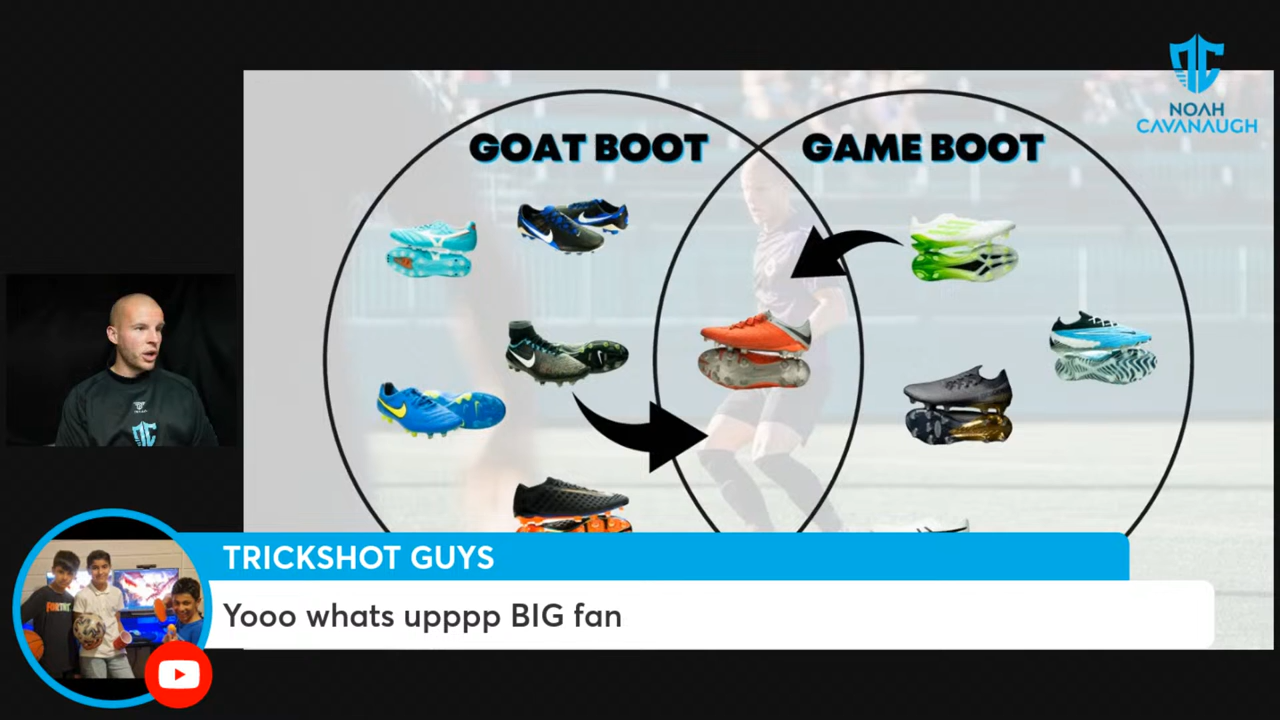 GOAT BOOT
GAME BOOT
NOAH
CAVANAUGH
TRICKSHOT GUYS
Yooo whats upppp BIG fan